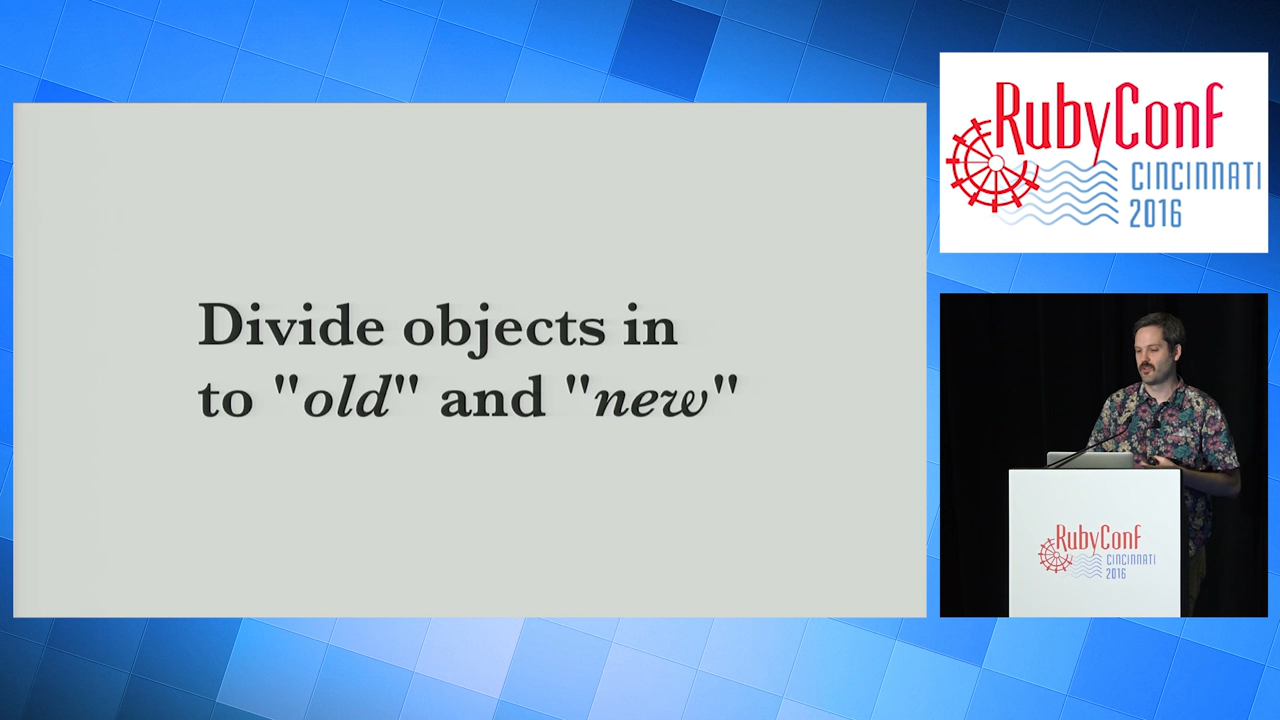 Divide objects in
to "old" and "new"
RubyConf
CINCINNATI
2016
RubyConf
CINCINNATI
2016